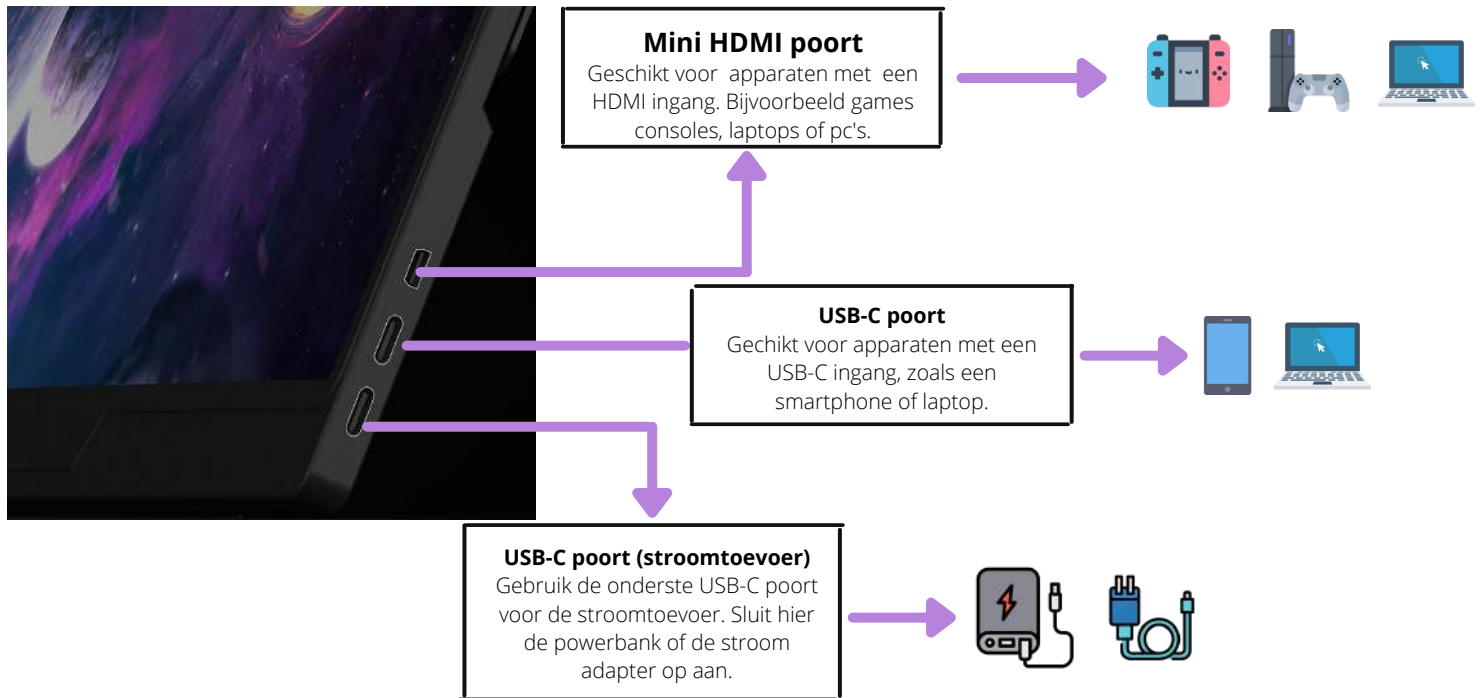 Mini HDMI poort
Geschikt voor apparaten met een
HDMI ingang. Bijvoorbeeld games
consoles, laptops of pc's.
USB-C poort
Gechikt voor apparaten met een
USB-C ingang, zoals een
smartphone of laptop.
USB-C poort (stroomtoevoer)
Gebruik de onderste USB-C poort
voor de stroomtoevoer. Sluit hier
de powerbank of de stroom
adapter op aan.